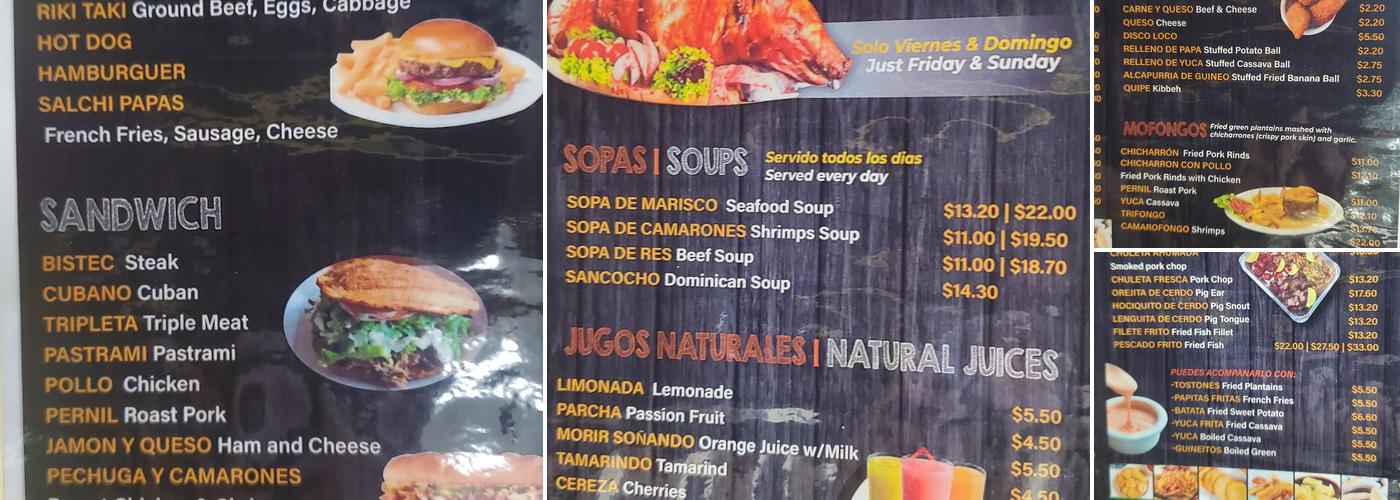 RIKI TAKI Ground Beef, Eggs, Cabbage
HOT DOG
HAMBURGUER
SALCHI PAPAS
French Fries, Sausage, Cheese
SANDWICH
BISTEC Steak
CUBANO Cuban
TRIPLETA Triple Meat
PASTRAMI Pastrami
POLLO Chicken
PERNIL Roast Pork
JAMON Y QUESO Ham and Cheese
PECHUGA Y CAMARONES
Solo Viernes & Domingo
Just Friday & Sunday
SOPAS | SOUPS
Servido todos los dias
Served every day
SOPA DE MARISCO Seafood Soup $13.20 | $22.00
SOPA DE CAMARONES Shrimps Soup $11.00 | $19.50
SOPA DE RES Beef Soup $11.00 | $18.70
SANCOCHO Dominican Soup $14.30
JUGOS NATURALES | NATURAL JUICES
LIMONADA Lemonade
PARCHA Passion Fruit $5.50
MORIR SOÑANDO Orange Juice w/Milk $4.50
TAMARINDO Tamarind $5.50
CEREZA Cherries $4.50
CARNE Y QUESO Beef & Cheese $2.20
QUESO Cheese $2.20
DISCO LOCO $5.50
RELLENO DE PAPA Stuffed Potato Ball $2.20
RELLENO DE YUCA Stuffed Cassava Ball $2.75
ALCAPURRIA DE GUINEO Stuffed Fried Banana Ball $2.75
QUIPE Kibbeh $3.30
MOFONGOS Fried green plantains mashed with
chicharrones (crispy pork skin) and garlic.
CHICHARRÓN Fried Pork Rinds $11.00
CHICHARRON CON POLLO $12.10
Fried Pork Rinds with Chicken
PERNIL Roast Pork $11.00
YUCA Cassava
TRIFONGO
CAMAROFONGO Shrimps $22.00
CHULETA AHUMADA
Smoked pork chop
CHULETA FRESCA Pork Chop $13.20
OREJITA DE CERDO Pig Ear $17.60
HOCIQUITO DE CERDO Pig Snout $13.20
LENGUITA DE CERDO Pig Tongue $13.20
FILETE FRITO Fried Fish Fillet $13.20
PESCADO FRITO Fried Fish $22.00 | $27.50 | $33.00
PUEDES ACOMPAÑARLO CON:
-TOSTONES Fried Plantains $5.50
-PAPITAS FRITAS French Fries $5.50
-BATATA Fried Sweet Potato $6.60
-YUCA FRITA Fried Cassava $5.50
-YUCA Boiled Cassava $5.50
-GUINEITOS Boiled Green $5.50